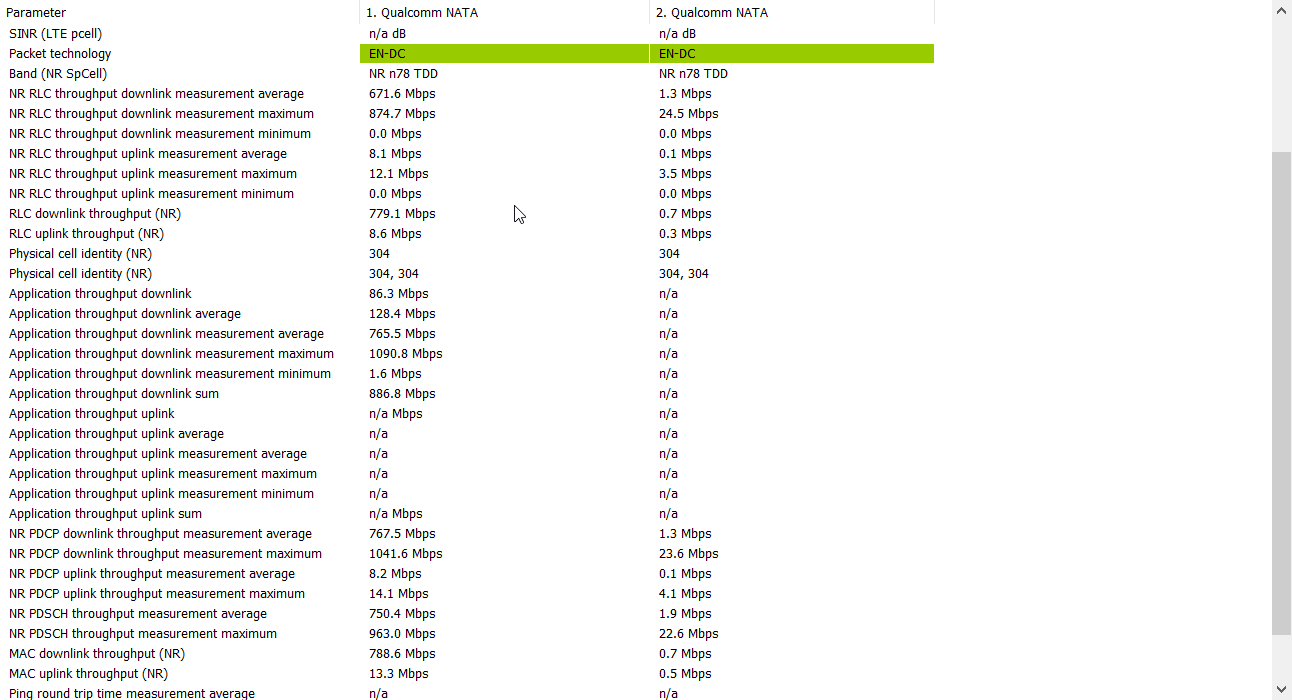 Parameter 1. Qualcomm NATA 2. Qualcomm NATA
SINR (LTE pcell) n/a dB n/a dB
Packet technology EN-DC EN-DC
Band (NR SpCell) NR n78 TDD NR n78 TDD
NR RLC throughput downlink measurement average 671.6 Mbps 1.3 Mbps
NR RLC throughput downlink measurement maximum 874.7 Mbps 24.5 Mbps
NR RLC throughput downlink measurement minimum 0.0 Mbps 0.0 Mbps
NR RLC throughput uplink measurement average 8.1 Mbps 0.1 Mbps
NR RLC throughput uplink measurement maximum 12.1 Mbps 3.5 Mbps
NR RLC throughput uplink measurement minimum 0.0 Mbps 0.0 Mbps
RLC downlink throughput (NR) 779.1 Mbps 0.7 Mbps
RLC uplink throughput (NR) 8.6 Mbps 0.3 Mbps
Physical cell identity (NR) 304 304
Physical cell identity (NR) 304, 304 304, 304
Application throughput downlink 86.3 Mbps n/a
Application throughput downlink average 128.4 Mbps n/a
Application throughput downlink measurement average 765.5 Mbps n/a
Application throughput downlink measurement maximum 1090.8 Mbps n/a
Application throughput downlink measurement minimum 1.6 Mbps n/a
Application throughput downlink sum 886.8 Mbps n/a
Application throughput uplink n/a Mbps n/a
Application throughput uplink average n/a n/a
Application throughput uplink measurement average n/a n/a
Application throughput uplink measurement maximum n/a n/a
Application throughput uplink measurement minimum n/a n/a
Application throughput uplink sum n/a Mbps n/a
NR PDCP downlink throughput measurement average 767.5 Mbps 1.3 Mbps
NR PDCP downlink throughput measurement maximum 1041.6 Mbps 23.6 Mbps
NR PDCP uplink throughput measurement average 8.2 Mbps 0.1 Mbps
NR PDCP uplink throughput measurement maximum 14.1 Mbps 4.1 Mbps
NR PDSCH throughput measurement average 750.4 Mbps 1.9 Mbps
NR PDSCH throughput measurement maximum 963.0 Mbps 22.6 Mbps
MAC downlink throughput (NR) 788.6 Mbps 0.7 Mbps
MAC uplink throughput (NR) 13.3 Mbps 0.5 Mbps
Ping round trip time measurement average n/a n/a